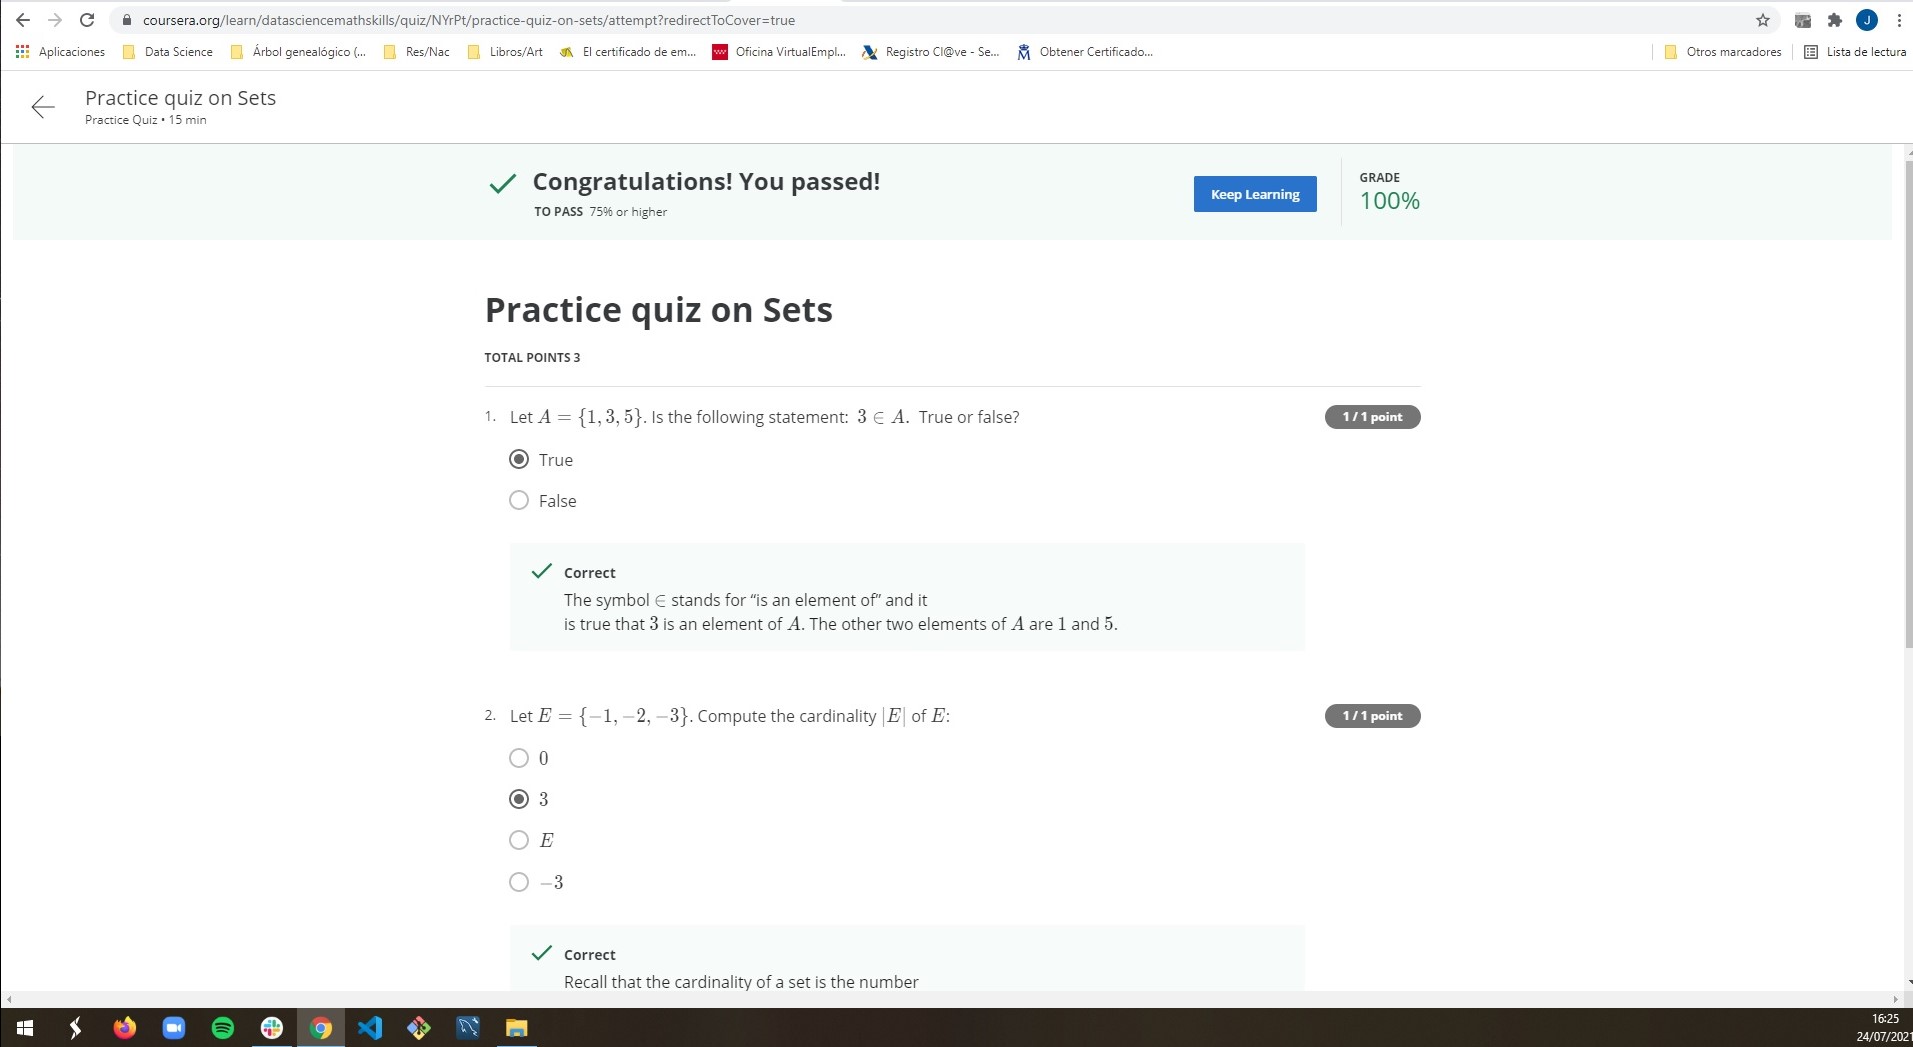 coursera.org/learn/datasciencemathskills/quiz/NYrPt/practice-quiz-on-sets/attempt?redirectToCover=true
J
Aplicaciones Data Science Árbol genealógico (... Res/Nac Libros/Art El certificado de em... Oficina VirtualEmpl... Registro Cl@ve - Se... Obtener Certificado... Otros marcadores Lista de lectura
Practice quiz on Sets
Practice Quiz • 15 min
Congratulations! You passed!
TO PASS 75% or higher
Keep Learning
GRADE
100%
Practice quiz on Sets
TOTAL POINTS 3
1. Let A = {1, 3, 5}. Is the following statement: 3 ∈ A. True or false?
1 / 1 point
True
False
Correct
The symbol ∈ stands for “is an element of” and it
is true that 3 is an element of A. The other two elements of A are 1 and 5.
2. Let E = {−1, −2, −3}. Compute the cardinality |E| of E:
1 / 1 point
0
3
E
−3
Correct
Recall that the cardinality of a set is the number
16:25
24/07/2021